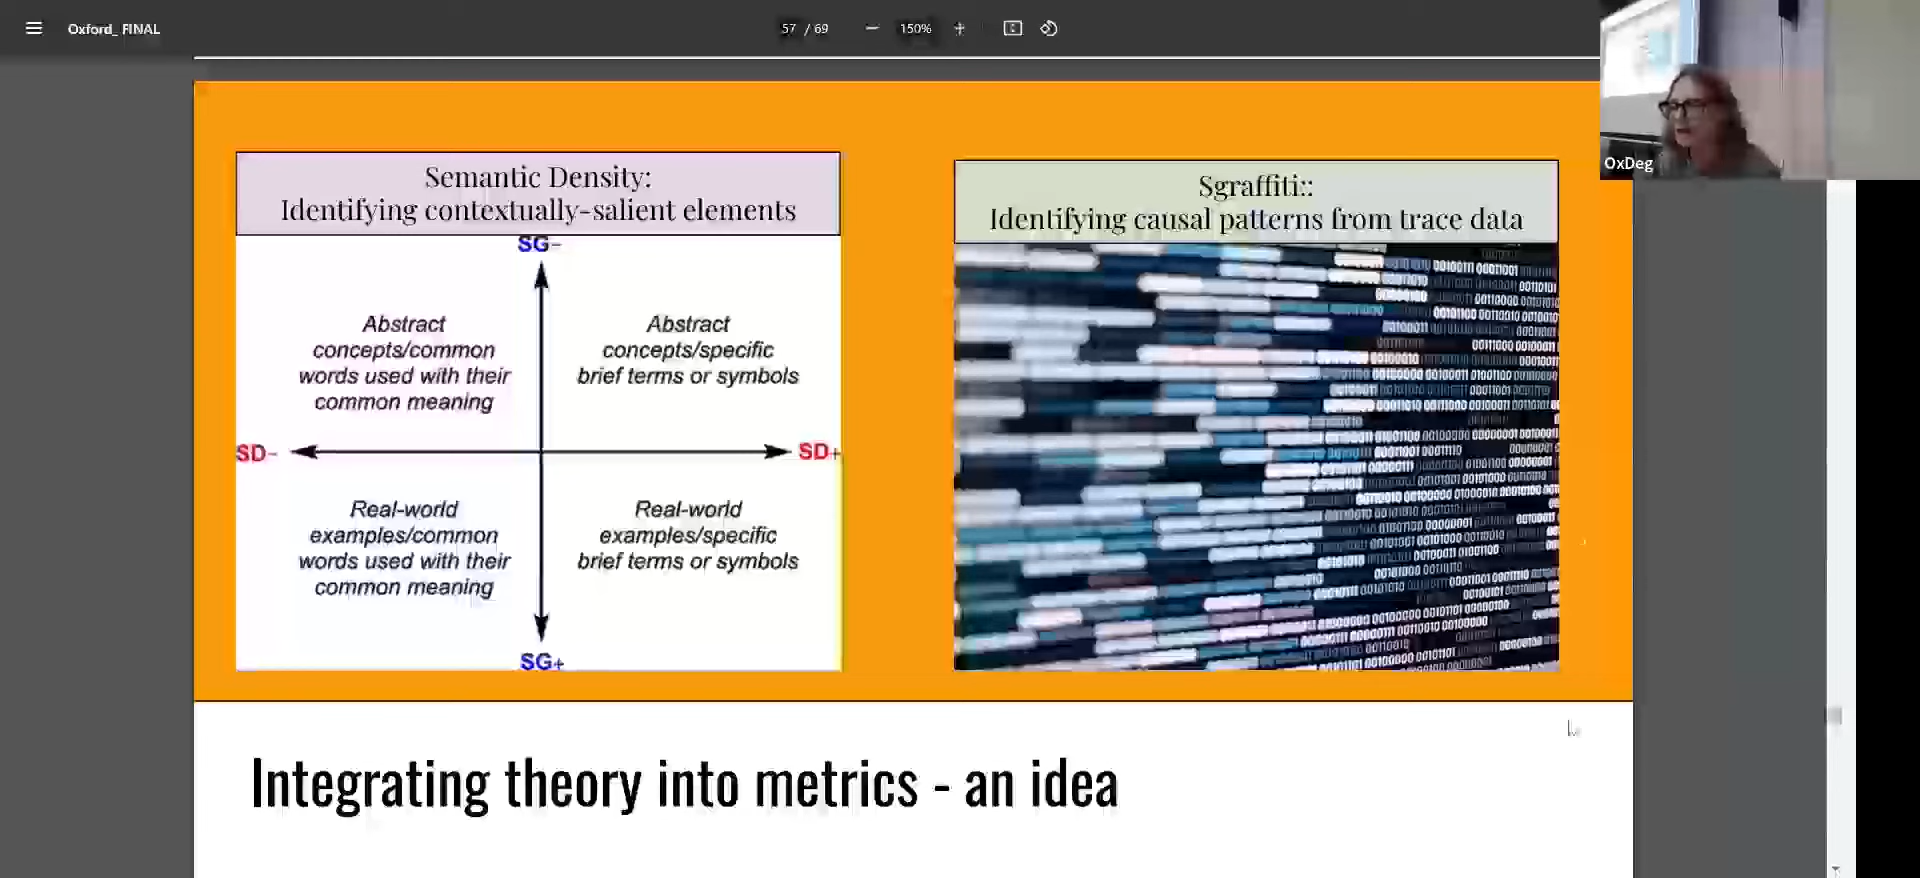 Oxford_ FINAL
57 / 69
150%
OxDeg
Semantic Density:
Identifying contextually-salient elements
SG-
Abstract
concepts/common
words used with their
common meaning
Abstract
concepts/specific
brief terms or symbols
SD-
SD+
Real-world
examples/common
words used with their
common meaning
Real-world
examples/specific
brief terms or symbols
SG+
Sgraffiti::
Identifying causal patterns from trace data
Integrating theory into metrics - an idea